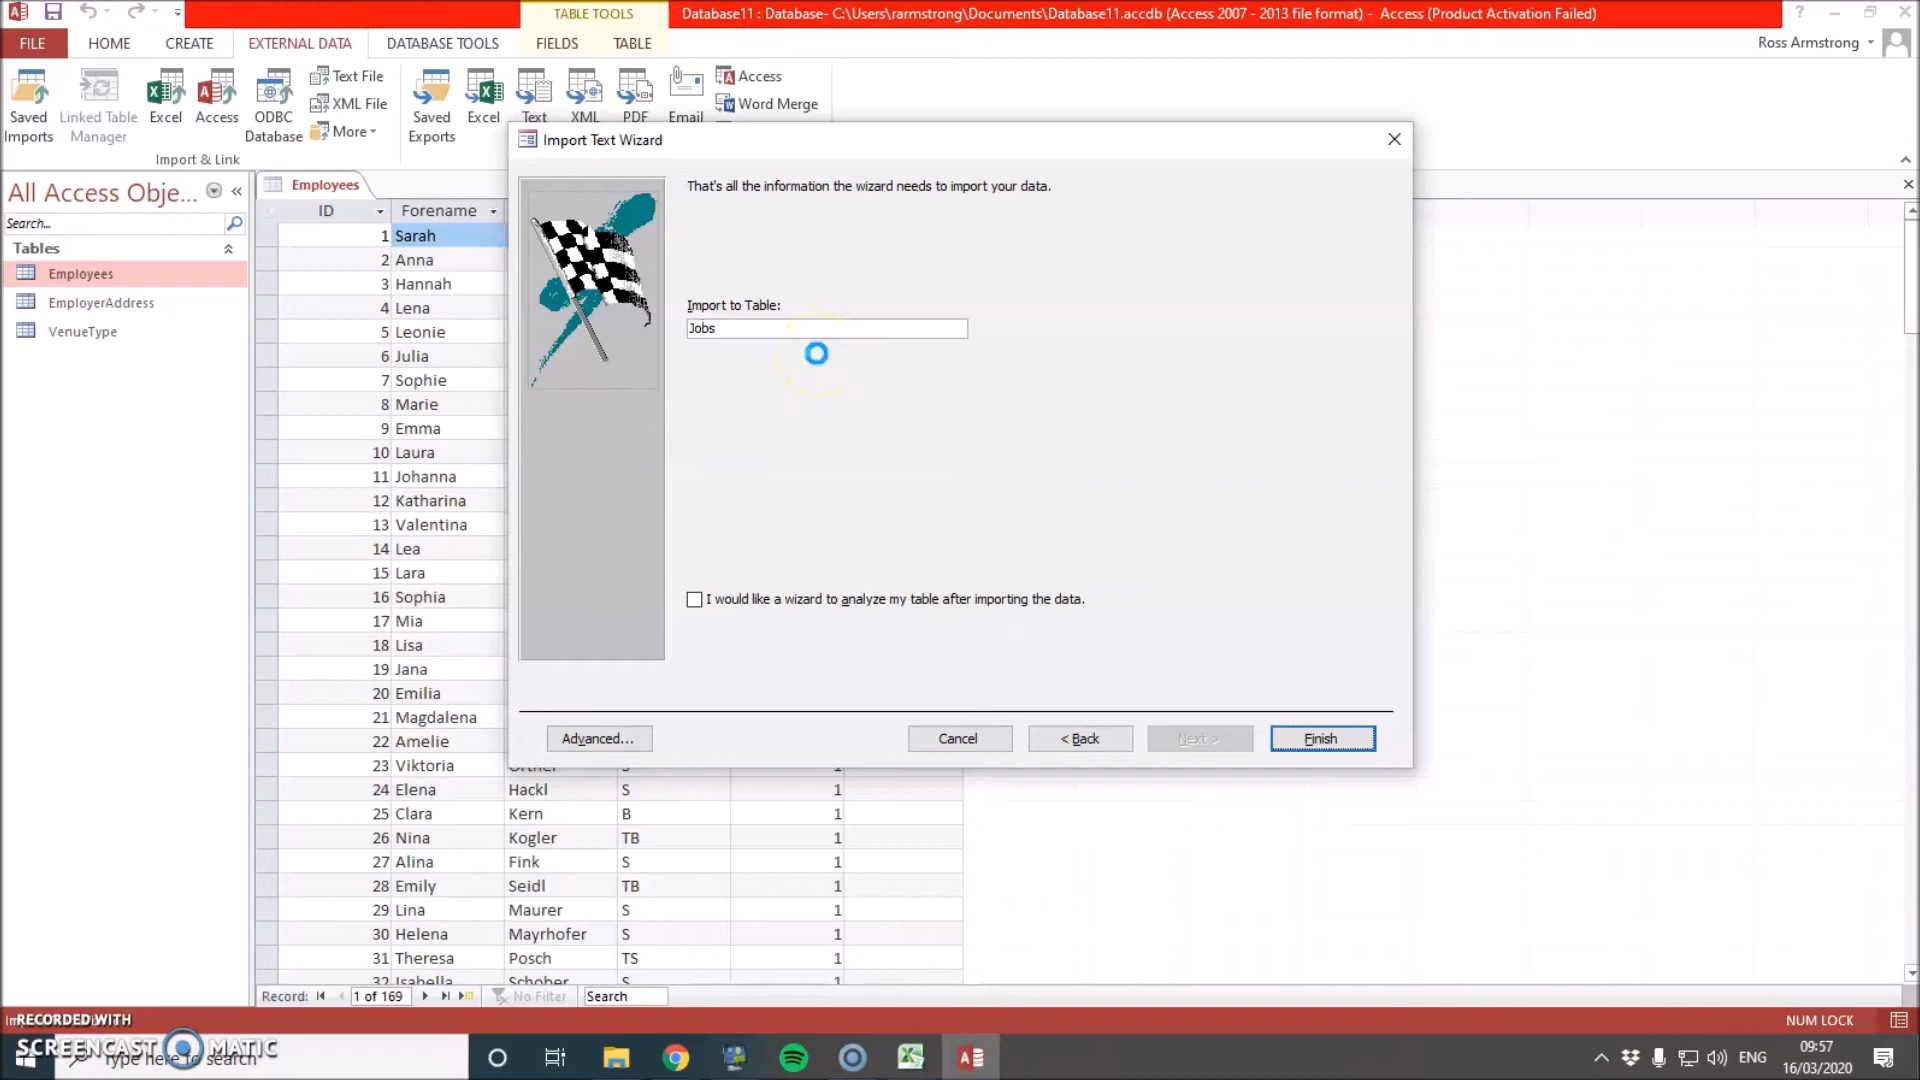 TABLE TOOLS
Database11 : Database- C:\Users\rarmstrong\Documents\Database11.accdb (Access 2007 - 2013 file format) - Access (Product Activation Failed)
FILE HOME CREATE EXTERNAL DATA DATABASE TOOLS FIELDS TABLE
Ross Armstrong
Saved Imports
Linked Table Manager
Excel
Access
ODBC Database
Text File
XML File
More
Import & Link
Saved Exports
Excel
Text
XML
PDF
Email
Access
Word Merge
All Access Obje...
Search...
Tables
Employees
EmployerAddress
VenueType
Employees
ID Forename
1 Sarah
2 Anna
3 Hannah
4 Lena
5 Leonie
6 Julia
7 Sophie
8 Marie
9 Emma
10 Laura
11 Johanna
12 Katharina
13 Valentina
14 Lea
15 Lara
16 Sophia
17 Mia
18 Lisa
19 Jana
20 Emilia
21 Magdalena
22 Amelie
23 Viktoria 1
24 Elena Hackl S 1
25 Clara Kern B 1
26 Nina Kogler TB 1
27 Alina Fink S 1
28 Emily Seidl TB 1
29 Lina Maurer S 1
30 Helena Mayrhofer S 1
31 Theresa Posch TS 1
32 Isabella Schober S 1
Import Text Wizard
That's all the information the wizard needs to import your data.
Import to Table:
Jobs
I would like a wizard to analyze my table after importing the data.
Advanced... Cancel < Back Next > Finish
Record: 1 of 169 No Filter Search
RECORDED WITH
SCREENCAST MATIC
NUM LOCK
Type here to search
ENG
09:57
16/03/2020